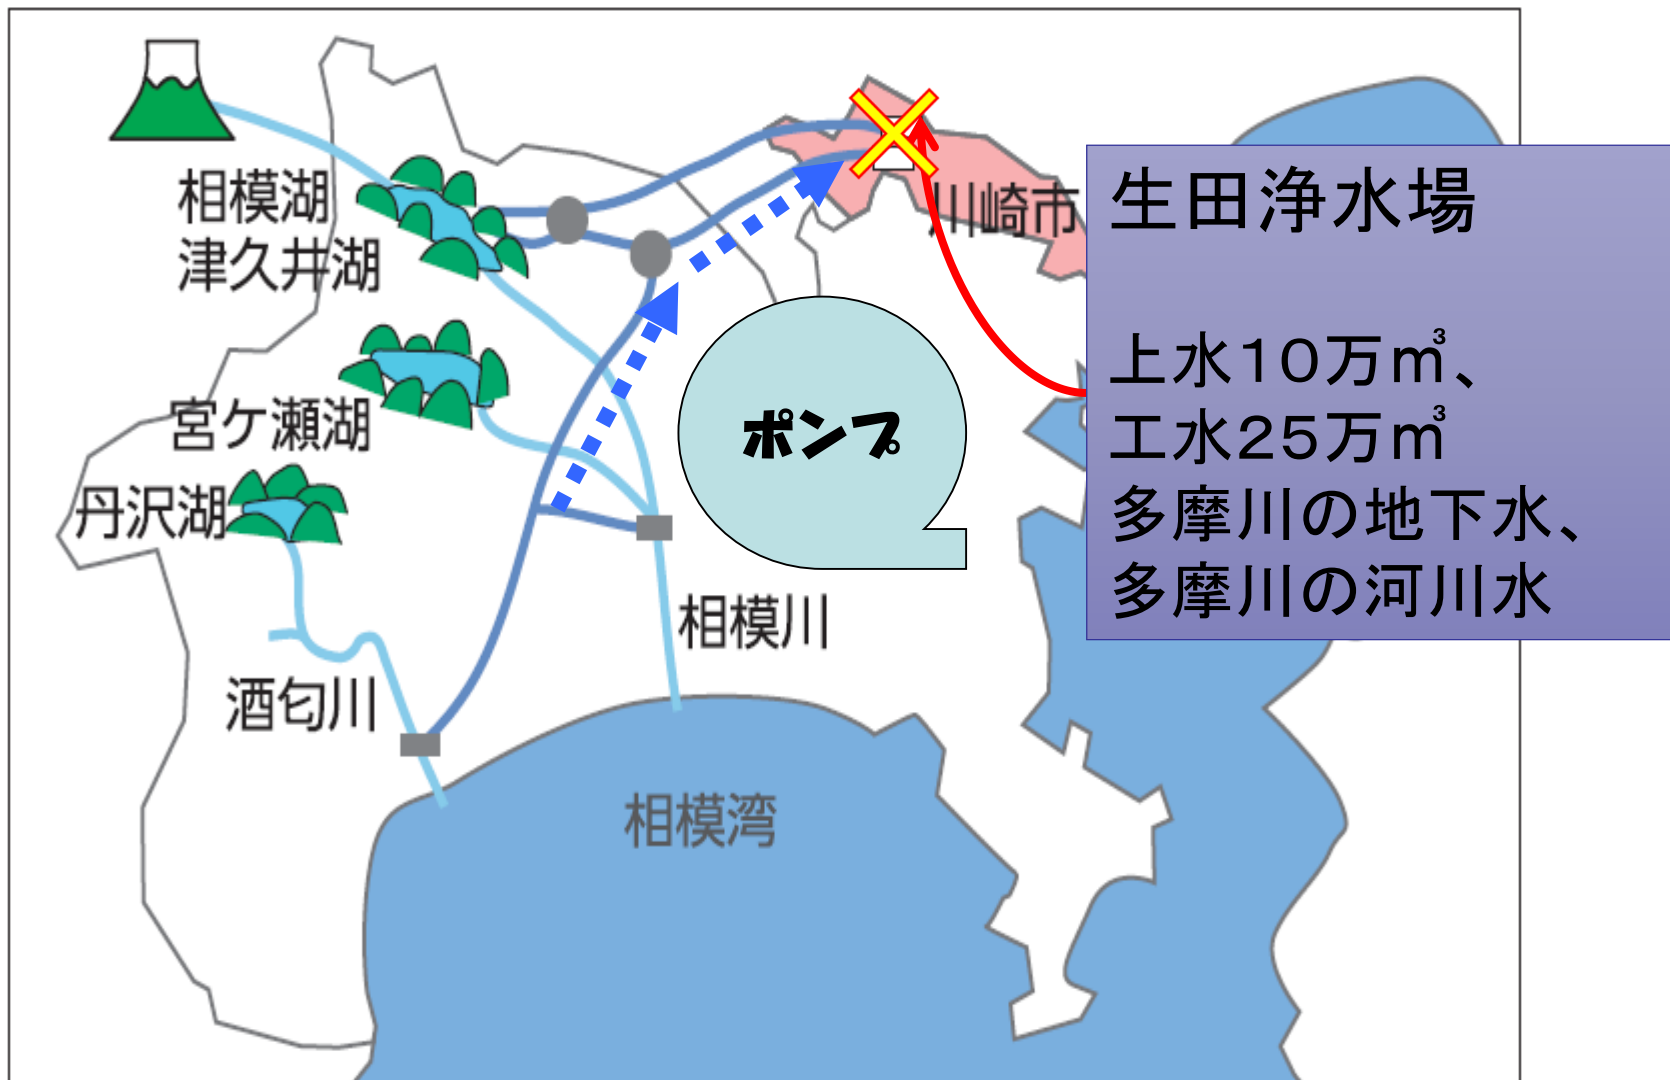 相模湖
津久井湖
宮ケ瀬湖
丹沢湖
酒匂川
相模川
相模湾
川崎市
ポンプ
生田浄水場
上水１０万㎥、
工水２５万㎥
多摩川の地下水、
多摩川の河川水